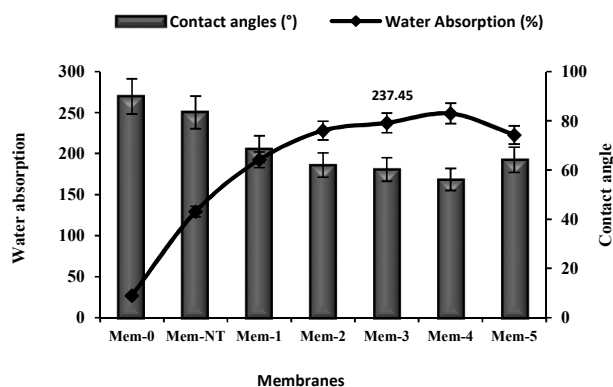 Contact angles (°) Water Absorption (%)
300 100
250 80
200 60
150
100 40
50 20
0 0
237.45
Water absorption
Contact angle
Mem-0 Mem-NT Mem-1 Mem-2 Mem-3 Mem-4 Mem-5
Membranes